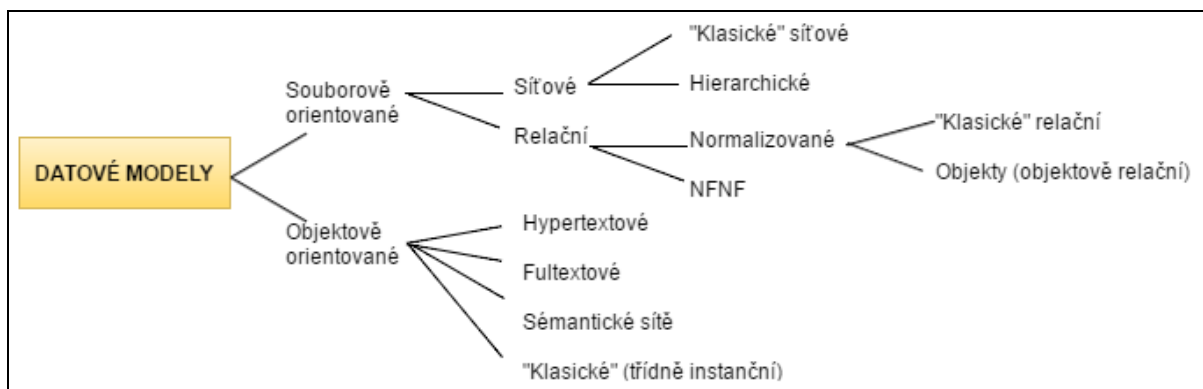 "Klasické" síťové
Souborově
orientované
Síťové
Hierarchické
Relační
Normalizované
"Klasické" relační
DATOVÉ MODELY
Objekty (objektově relační)
NFNF
Objektově
orientované
Hypertextové
Fultextové
Sémantické sítě
"Klasické" (třídně instanční)